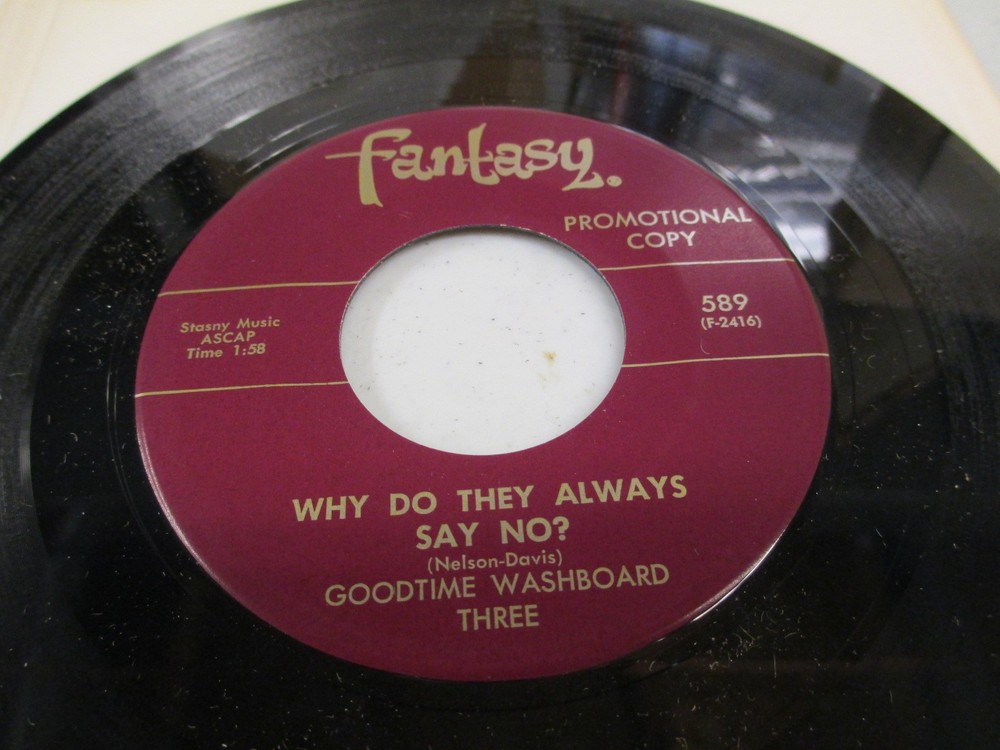 fantasy.
PROMOTIONAL
COPY
Stasny Music
ASCAP
Time 1:58
589
(F-2416)
WHY DO THEY ALWAYS
SAY NO?
(Nelson-Davis)
GOODTIME WASHBOARD
THREE